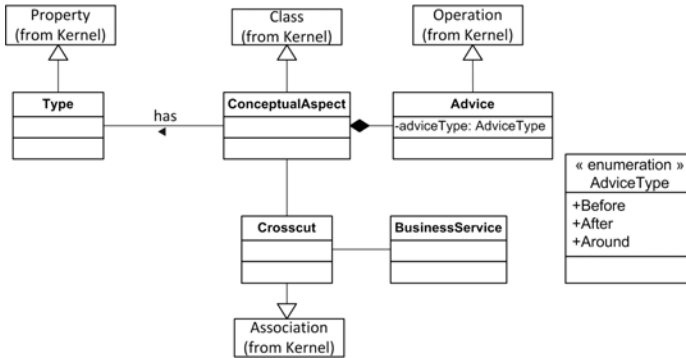 Property
(from Kernel)
Class
(from Kernel)
Operation
(from Kernel)
Type
has
ConceptualAspect
Advice
-adviceType: AdviceType
« enumeration »
AdviceType
+Before
+After
+Around
Crosscut
BusinessService
Association
(from Kernel)